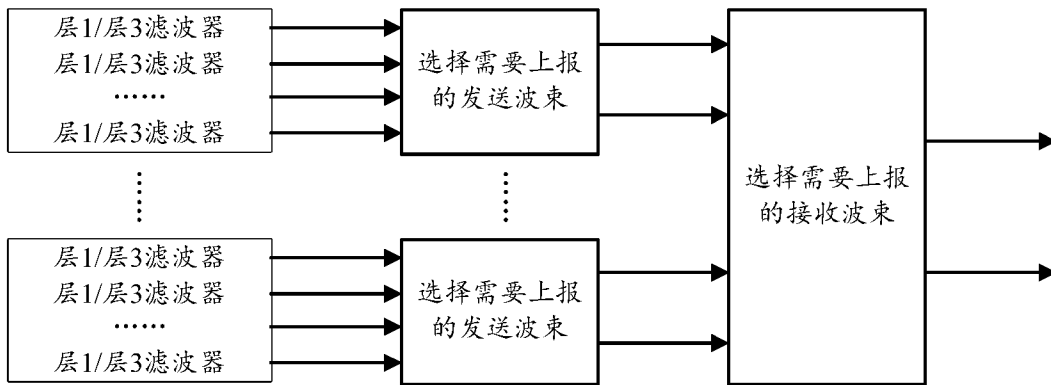 层1/层3滤波器
层1/层3滤波器
……
层1/层3滤波器
选择需要上报
的发送波束
层1/层3滤波器
层1/层3滤波器
……
层1/层3滤波器
选择需要上报
的发送波束
选择需要上报
的接收波束